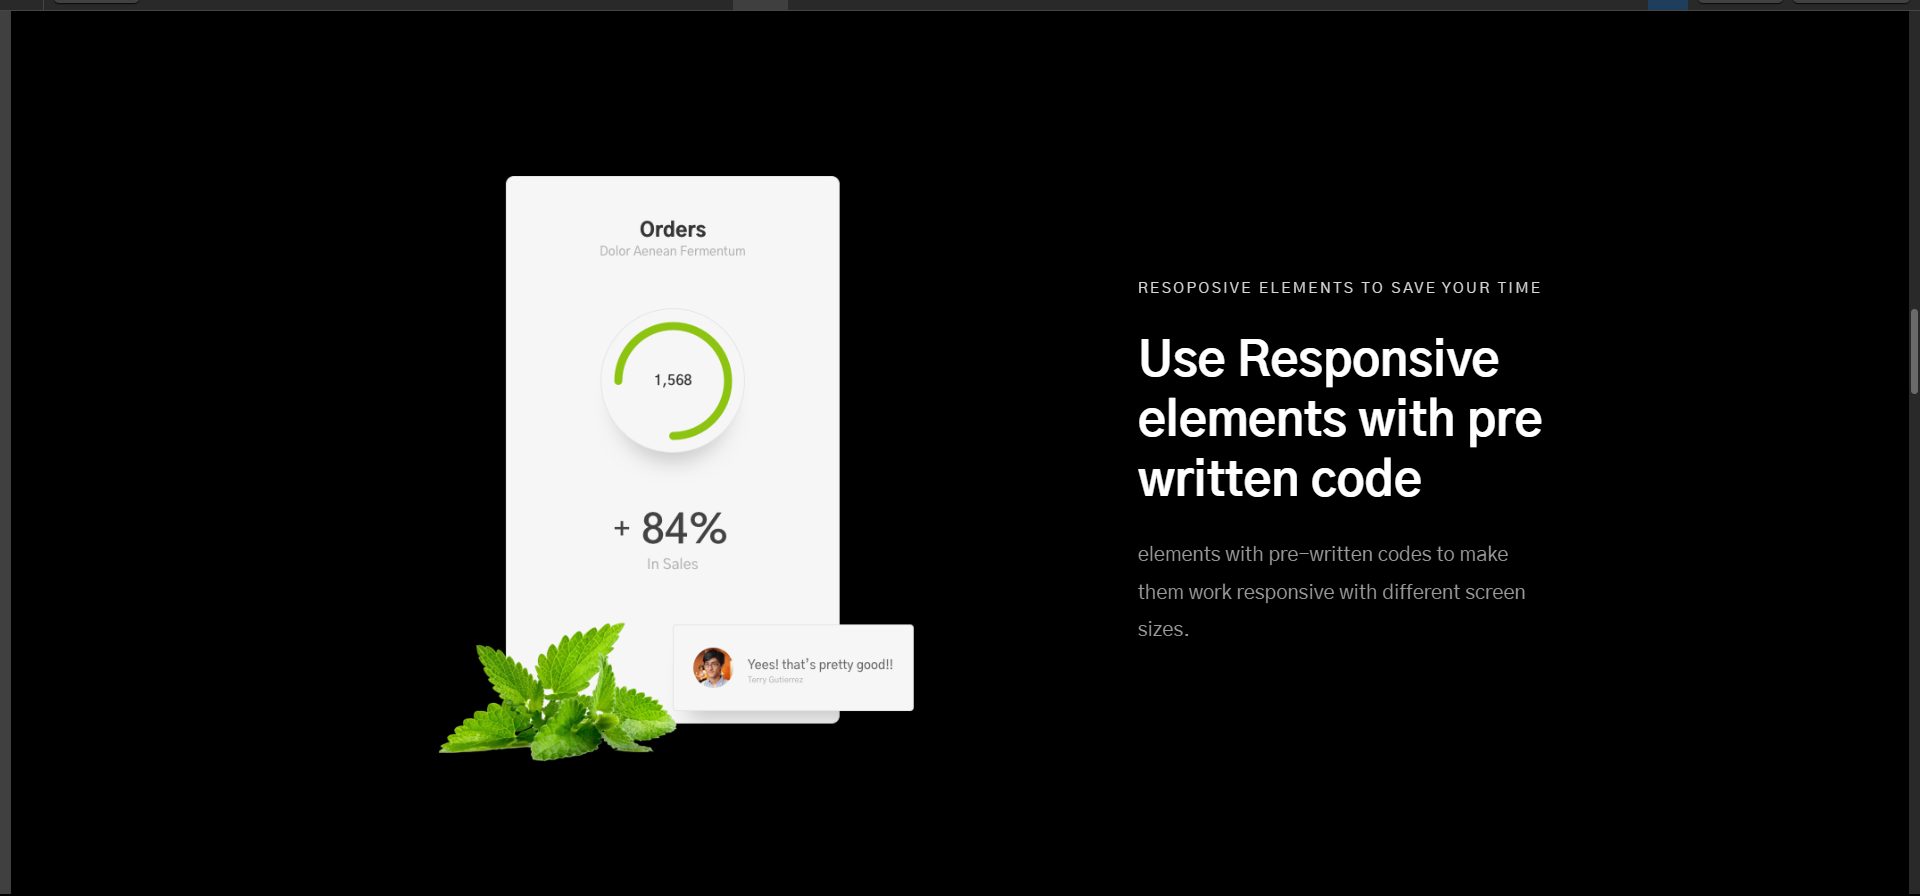 Orders
Dolor Aenean Fermentum
1,568
+ 84%
In Sales
Yees! that's pretty good!!
Terry Gutierrez
RESOPOSIVE ELEMENTS TO SAVE YOUR TIME
Use Responsive
elements with pre
written code
elements with pre-written codes to make
them work responsive with different screen
sizes.